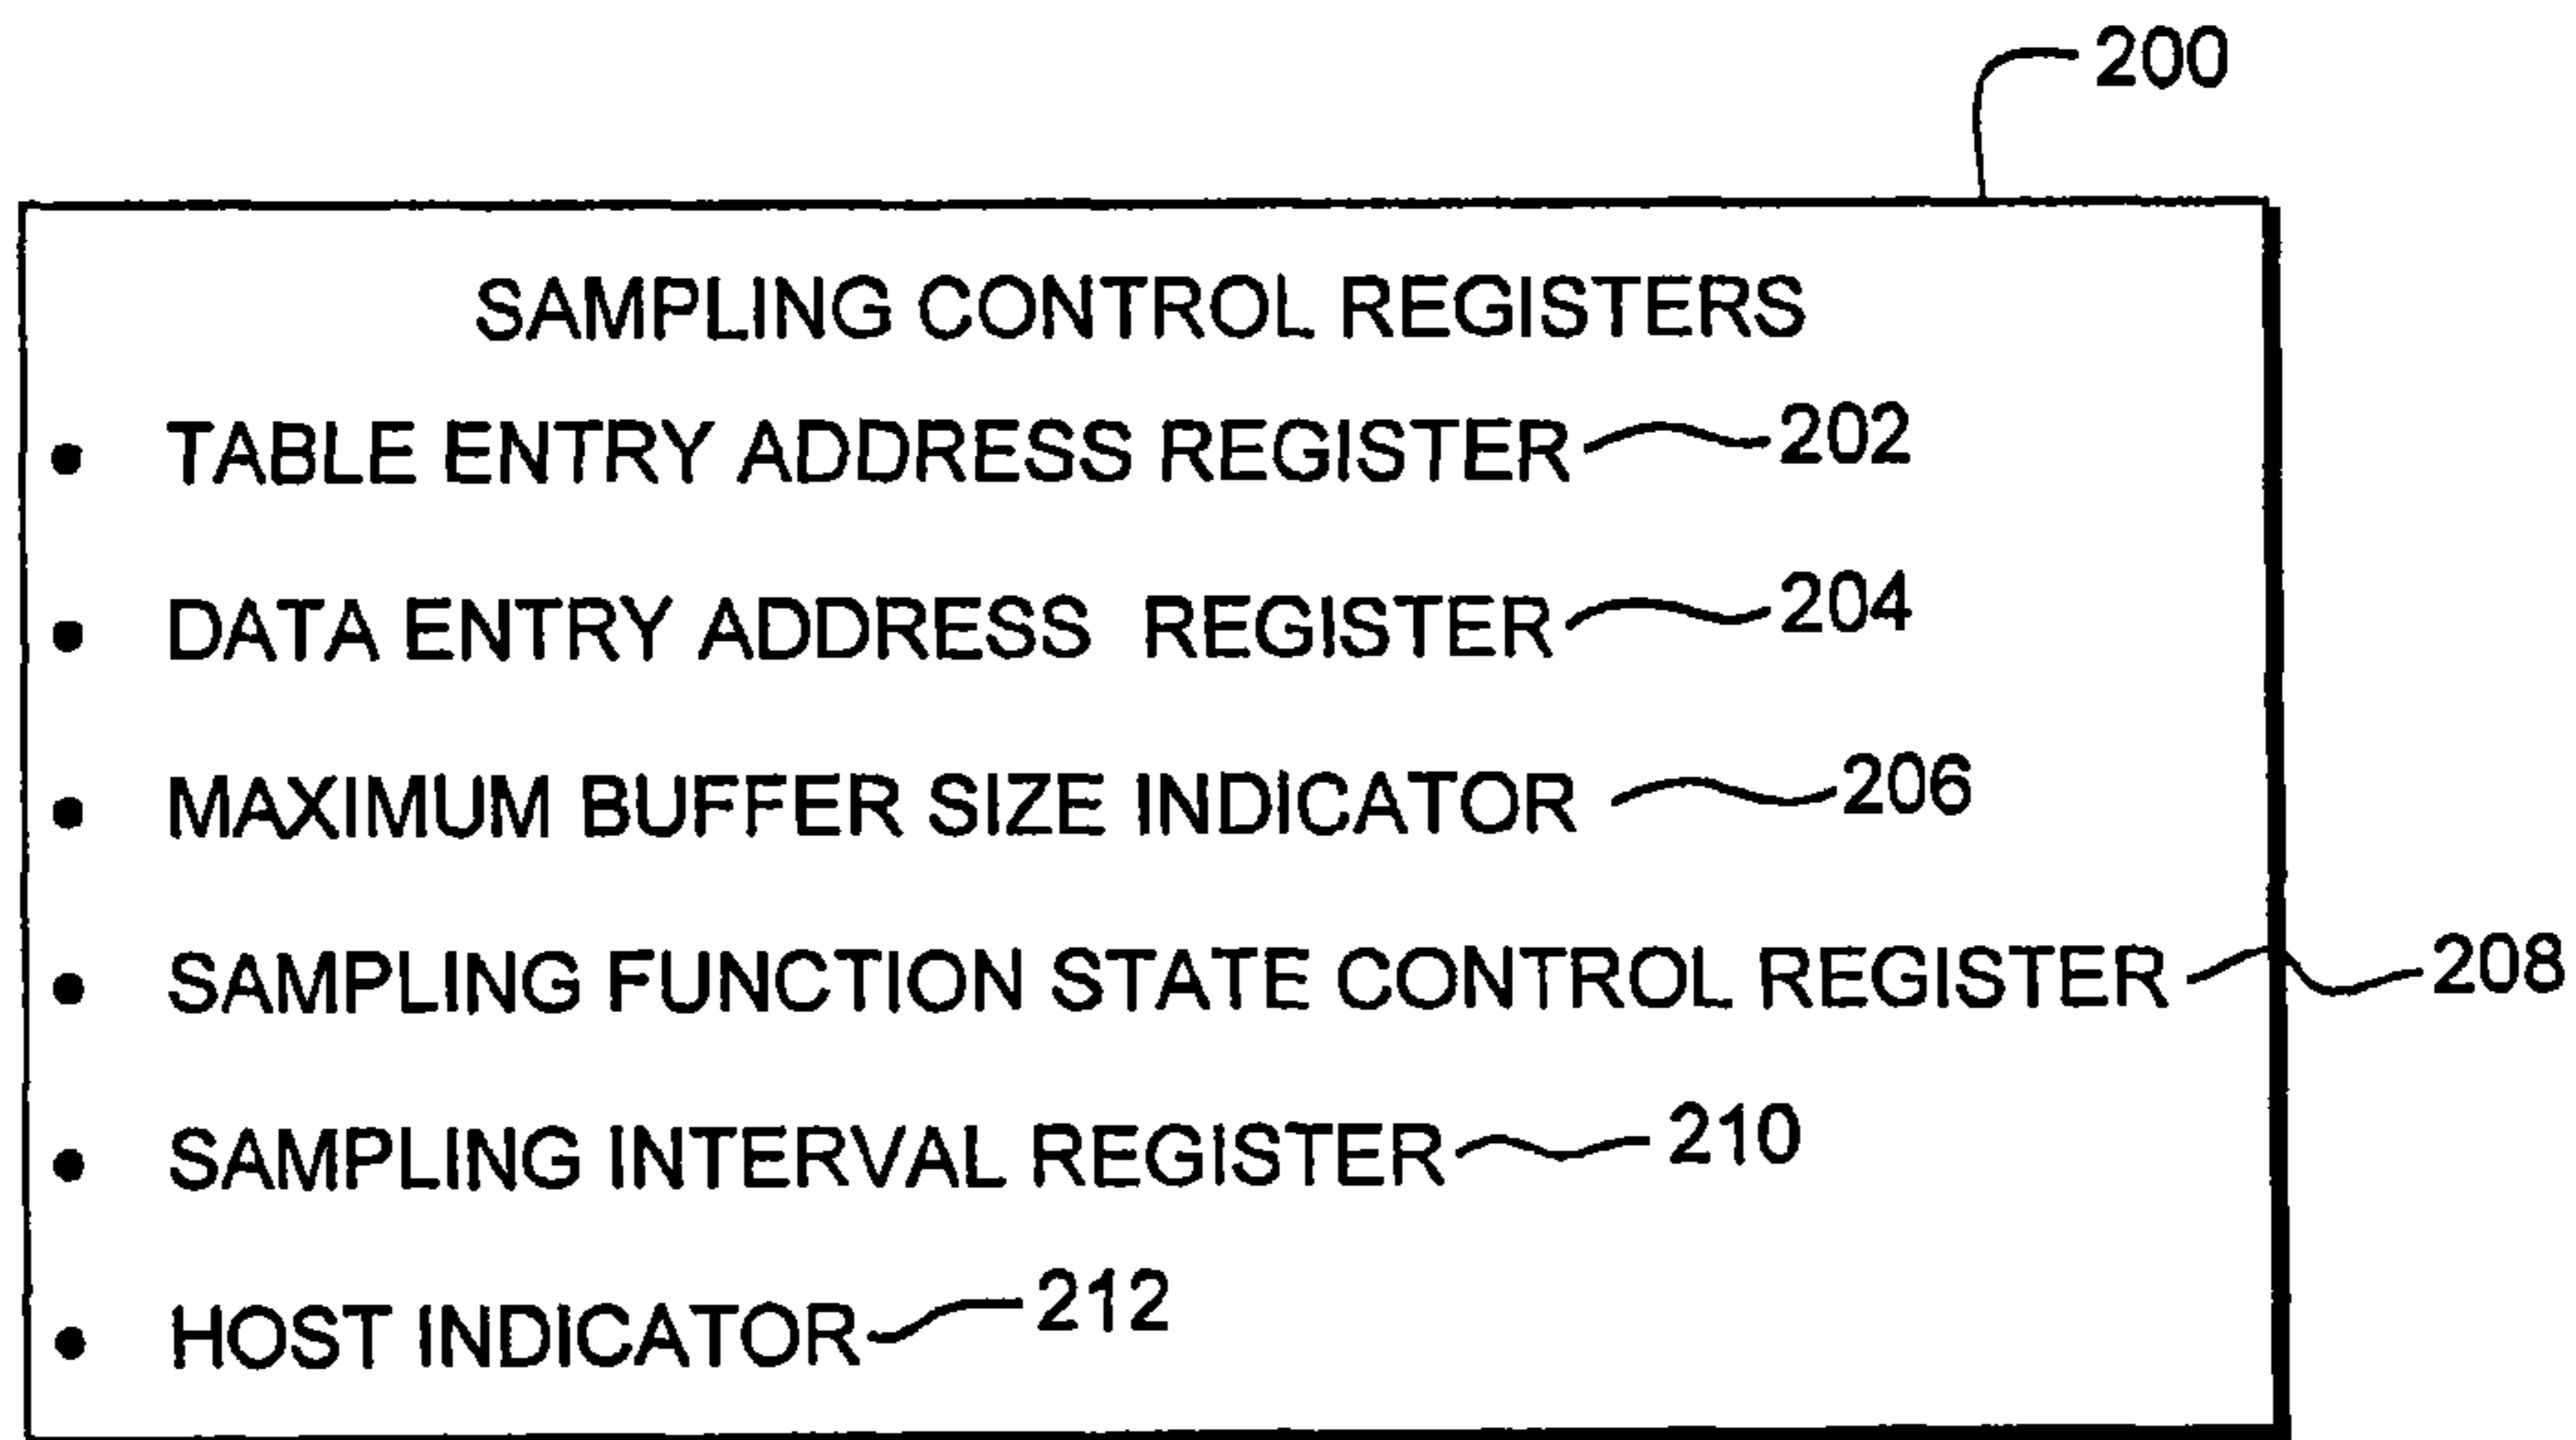 200
SAMPLING CONTROL REGISTERS
• TABLE ENTRY ADDRESS REGISTER 202
• DATA ENTRY ADDRESS REGISTER 204
• MAXIMUM BUFFER SIZE INDICATOR 206
• SAMPLING FUNCTION STATE CONTROL REGISTER 208
• SAMPLING INTERVAL REGISTER 210
• HOST INDICATOR 212